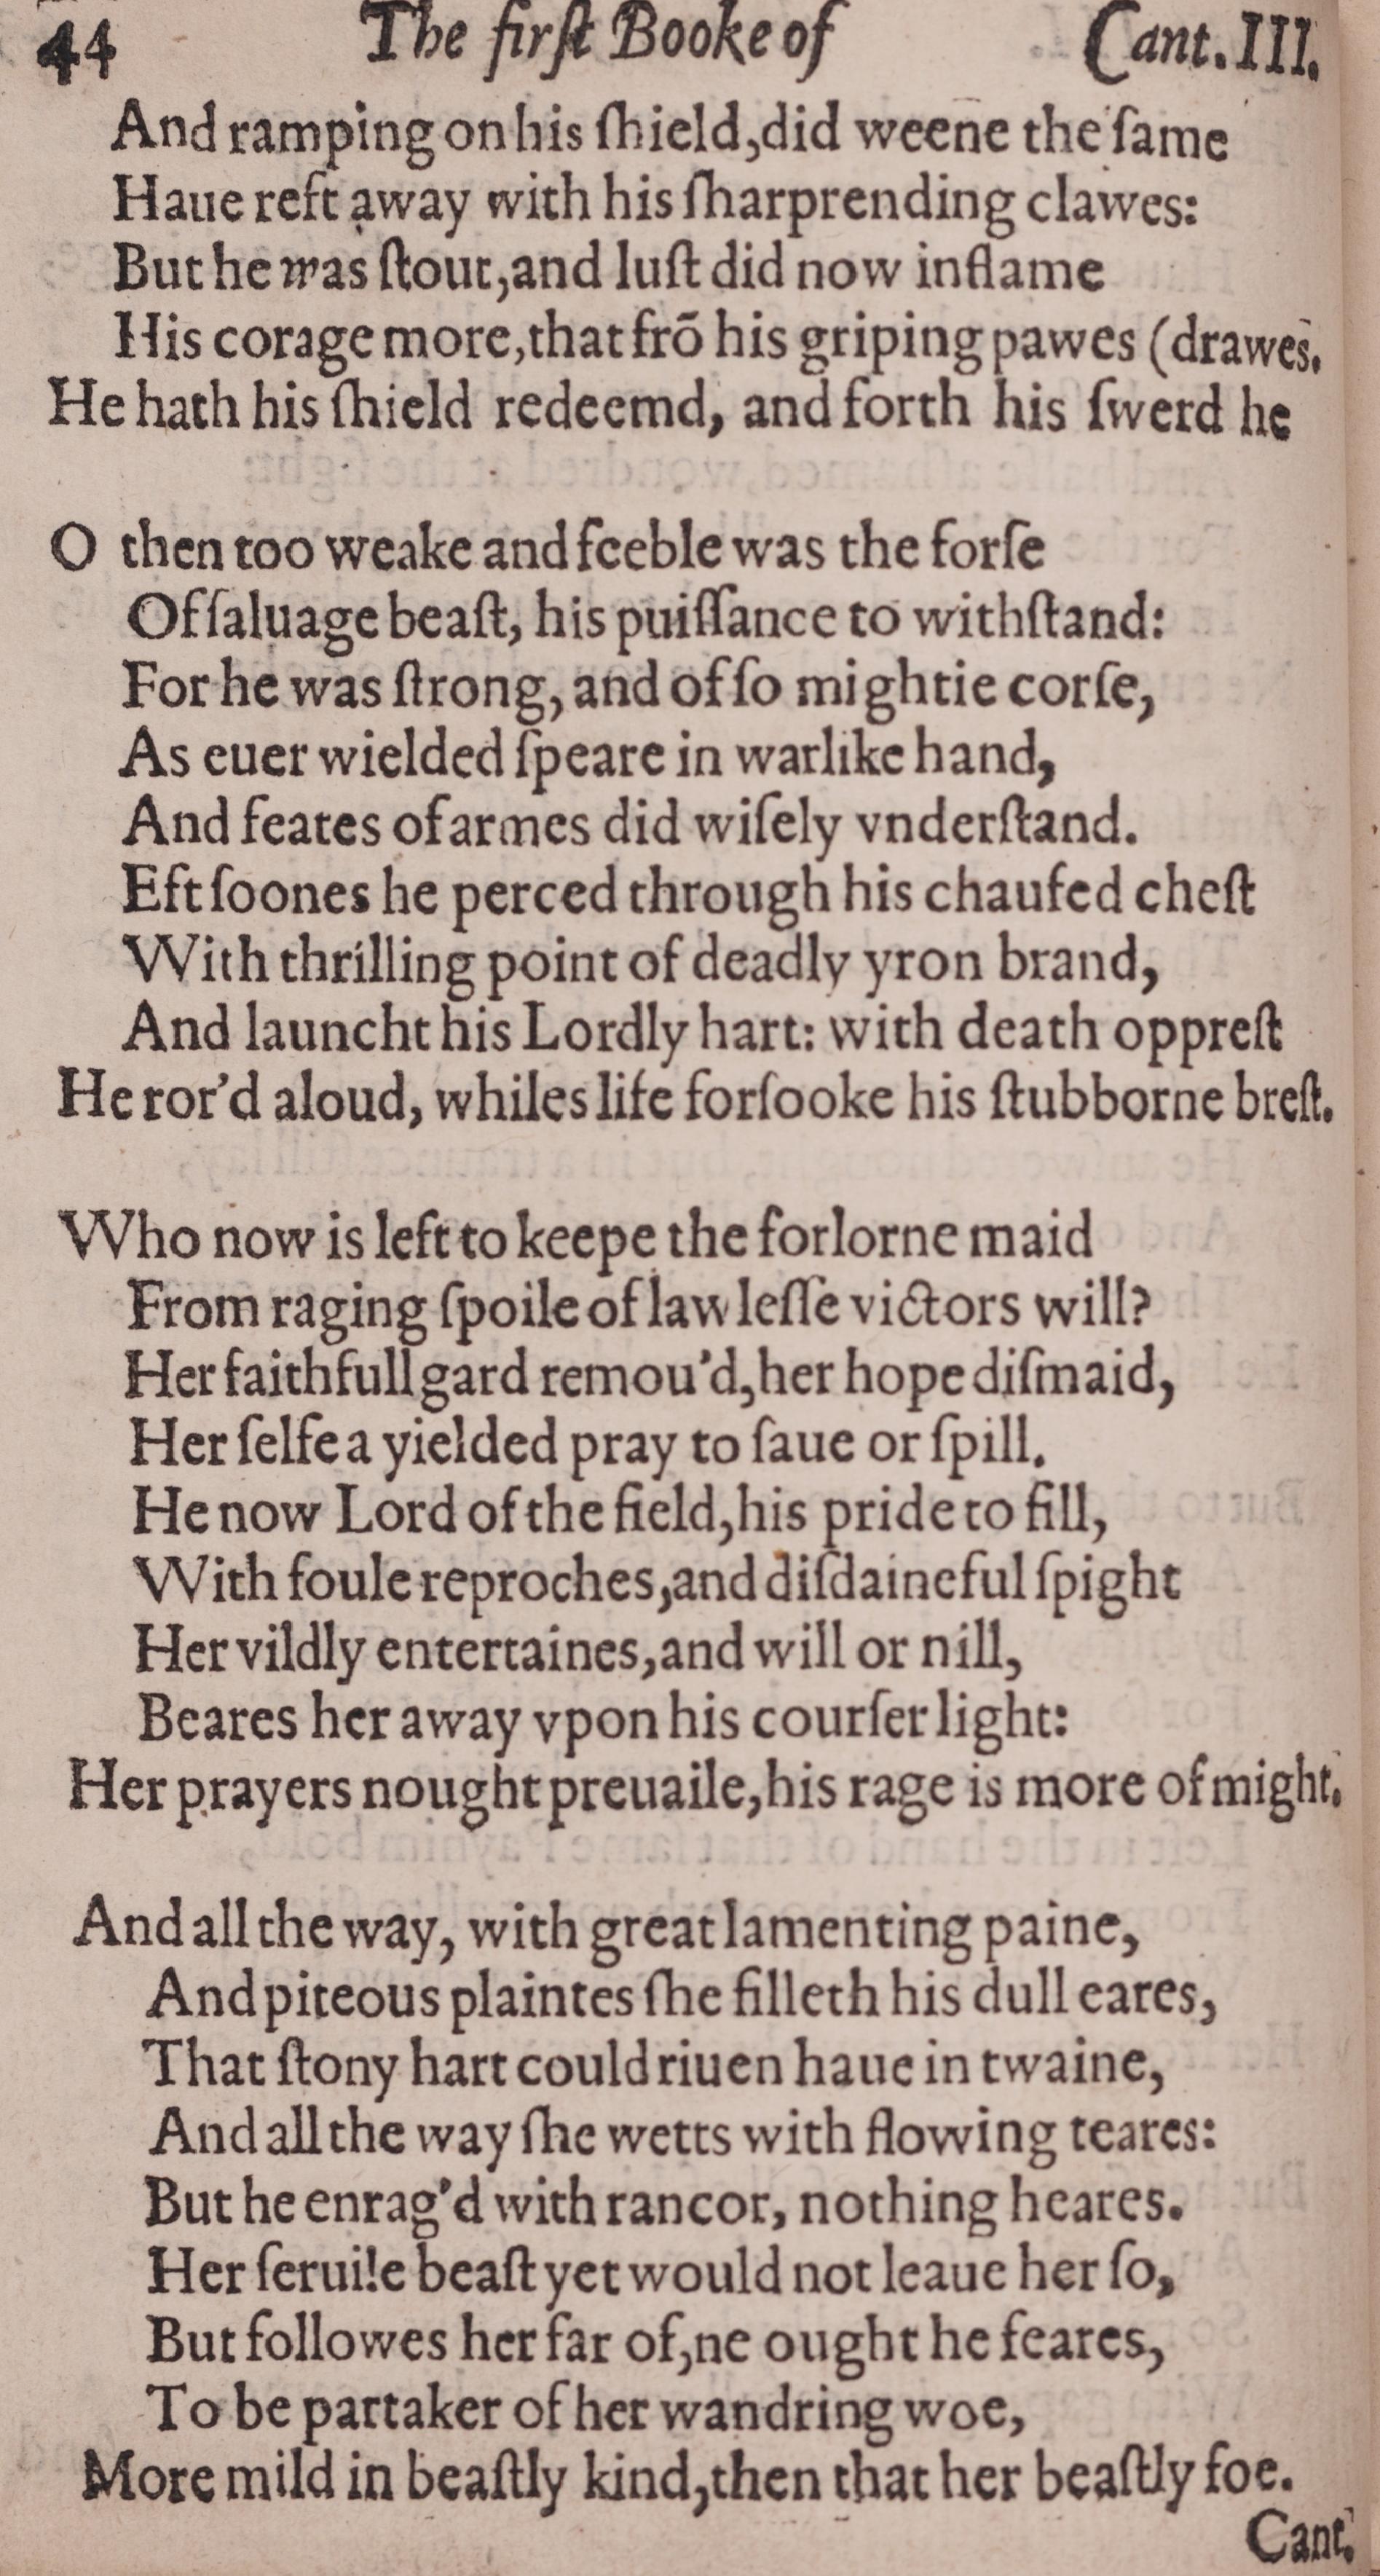 44 The firſt Booke of Cant. III.
And ramping on his ſhield, did weene the ſame
Haue reft away with his ſharprending clawes:
But he was ſtout, and luſt did now inflame
His corage more, that frō his griping pawes (drawes.
He hath his ſhield redeemd, and forth his ſwerd he
O then too weake and feeble was the forſe
Of ſaluage beaſt, his puiſſance to withſtand:
For he was ſtrong, and of ſo mightie corſe,
As euer wielded ſpeare in warlike hand,
And feates of armes did wiſely vnderſtand.
Eft ſoones he perced through his chaufed cheſt
With thrilling point of deadly yron brand,
And launcht his Lordly hart: with death oppreſt
He ror'd aloud, whiles life forſooke his ſtubborne breſt.
Who now is left to keepe the forlorne maid
From raging ſpoile of lawleſſe victors will?
Her faithfull gard remou'd, her hope diſmaid,
Her ſelfe a yielded pray to ſaue or ſpill.
He now Lord of the field, his pride to fill,
With foule reproches, and diſdaineful ſpight
Her vildly entertaines, and will or nill,
Beares her away vpon his courſer light:
Her prayers nought preuaile, his rage is more of might.
And all the way, with great lamenting paine,
And piteous plaintes ſhe filleth his dull eares,
That ſtony hart could riuen haue in twaine,
And all the way ſhe wetts with flowing teares:
But he enrag'd with rancor, nothing heares.
Her ſeruile beaſt yet would not leaue her ſo,
But followes her far of, ne ought he feares,
To be partaker of her wandring woe,
More mild in beaſtly kind, then that her beaſtly foe.
Cant.